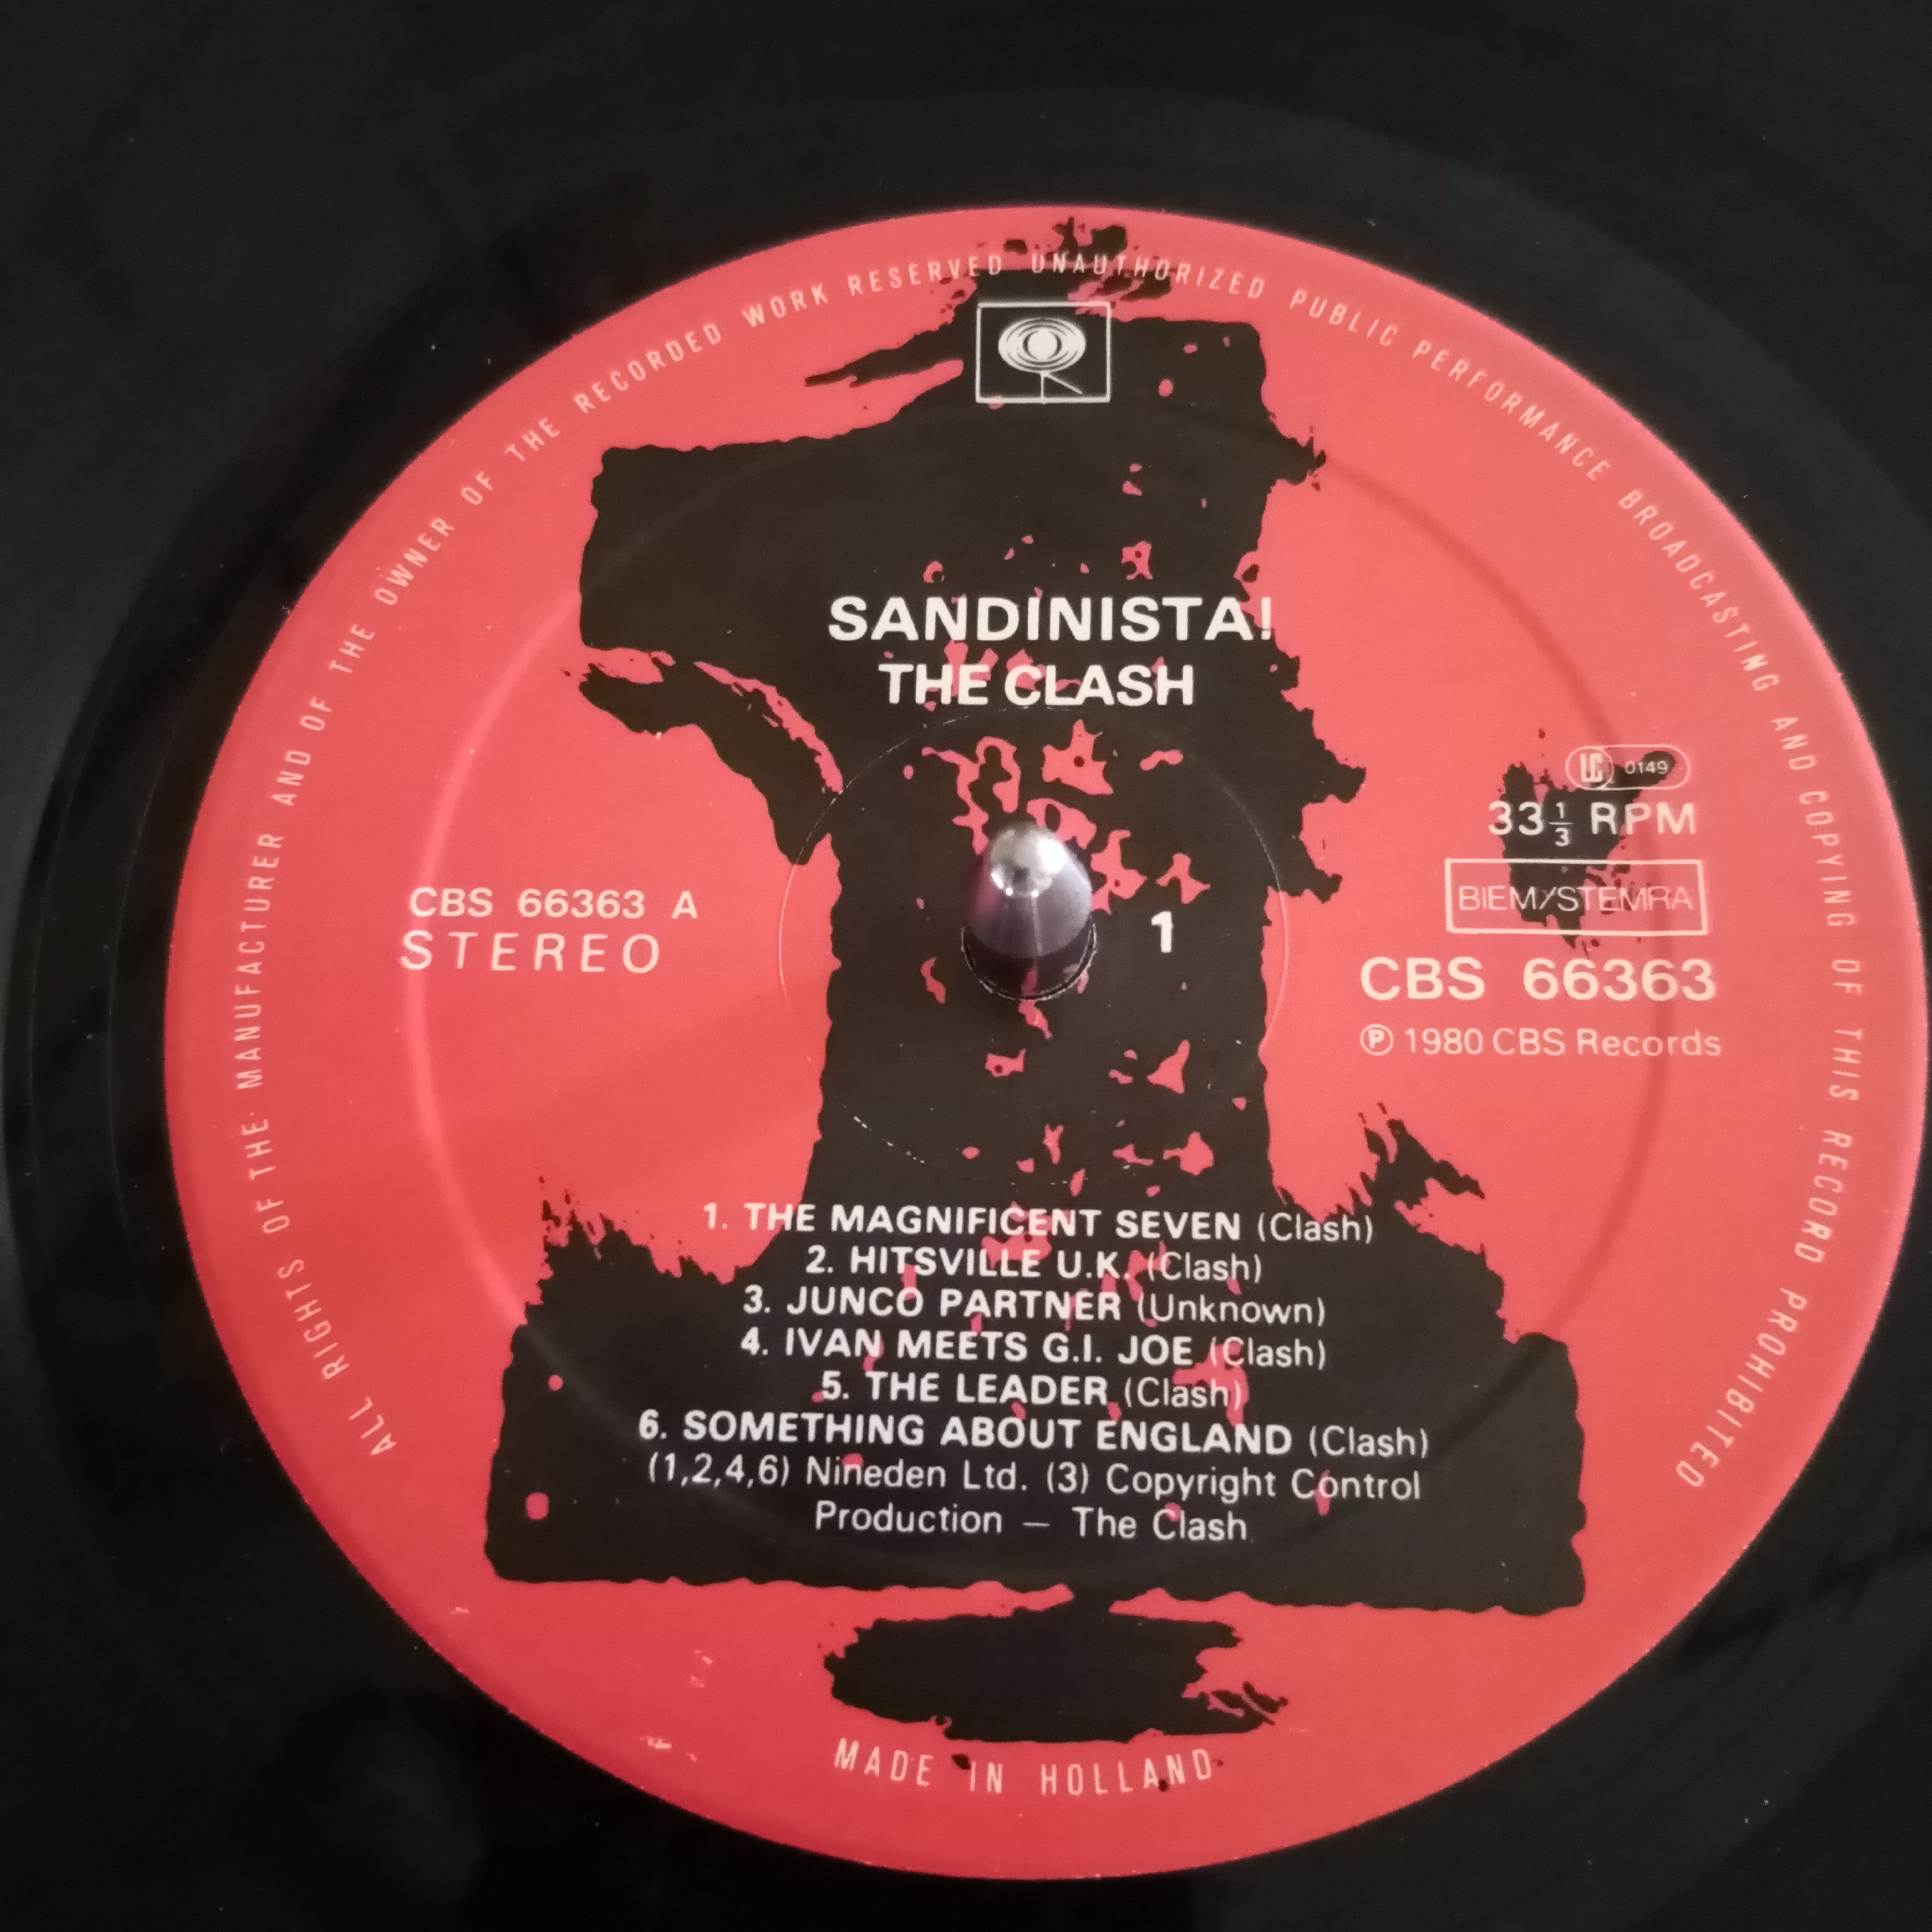 ALL RIGHTS OF THE MANUFACTURER AND OF THE OWNER OF THE RECORDED WORK RESERVED UNAUTHORIZED PUBLIC PERFORMANCE BROADCASTING AND COPYING OF THIS RECORD PROHIBITED
SANDINISTA!
THE CLASH
LC 0149
33 1/3 RPM
BIEM/STEMRA
CBS 66363 A
STEREO
1
CBS 66363
℗ 1980 CBS Records
1. THE MAGNIFICENT SEVEN (Clash)
2. HITSVILLE U.K. (Clash)
3. JUNCO PARTNER (Unknown)
4. IVAN MEETS G.I. JOE (Clash)
5. THE LEADER (Clash)
6. SOMETHING ABOUT ENGLAND (Clash)
(1,2,4,6) Nineden Ltd. (3) Copyright Control
Production — The Clash
MADE IN HOLLAND